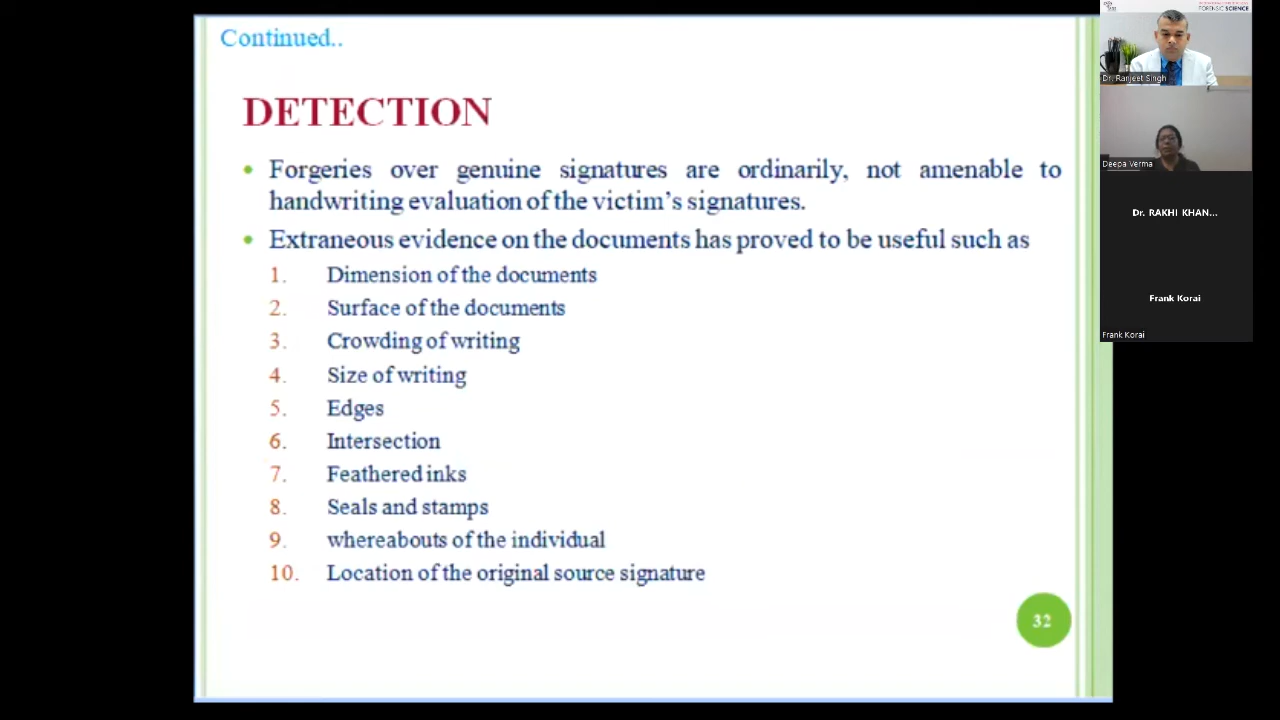 Continued..
DETECTION
• Forgeries over genuine signatures are ordinarily, not amenable to
handwriting evaluation of the victim's signatures.
• Extraneous evidence on the documents has proved to be useful such as
1. Dimension of the documents
2. Surface of the documents
3. Crowding of writing
4. Size of writing
5. Edges
6. Intersection
7. Feathered inks
8. Seals and stamps
9. whereabouts of the individual
10. Location of the original source signature
32
FORENSIC SCIENCE
Dr. Ranjeet Singh
Deepa Verma
Dr. RAKHI KHAN...
Frank Korai
Frank Korai